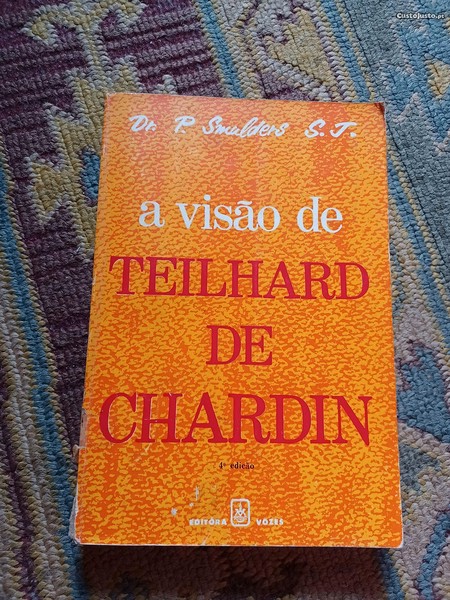 CustoJusto.pt
Dr. P. Smulders S. J.
a visão de
TEILHARD
DE
CHARDIN
4ª edição
EDITÔRA VOZES